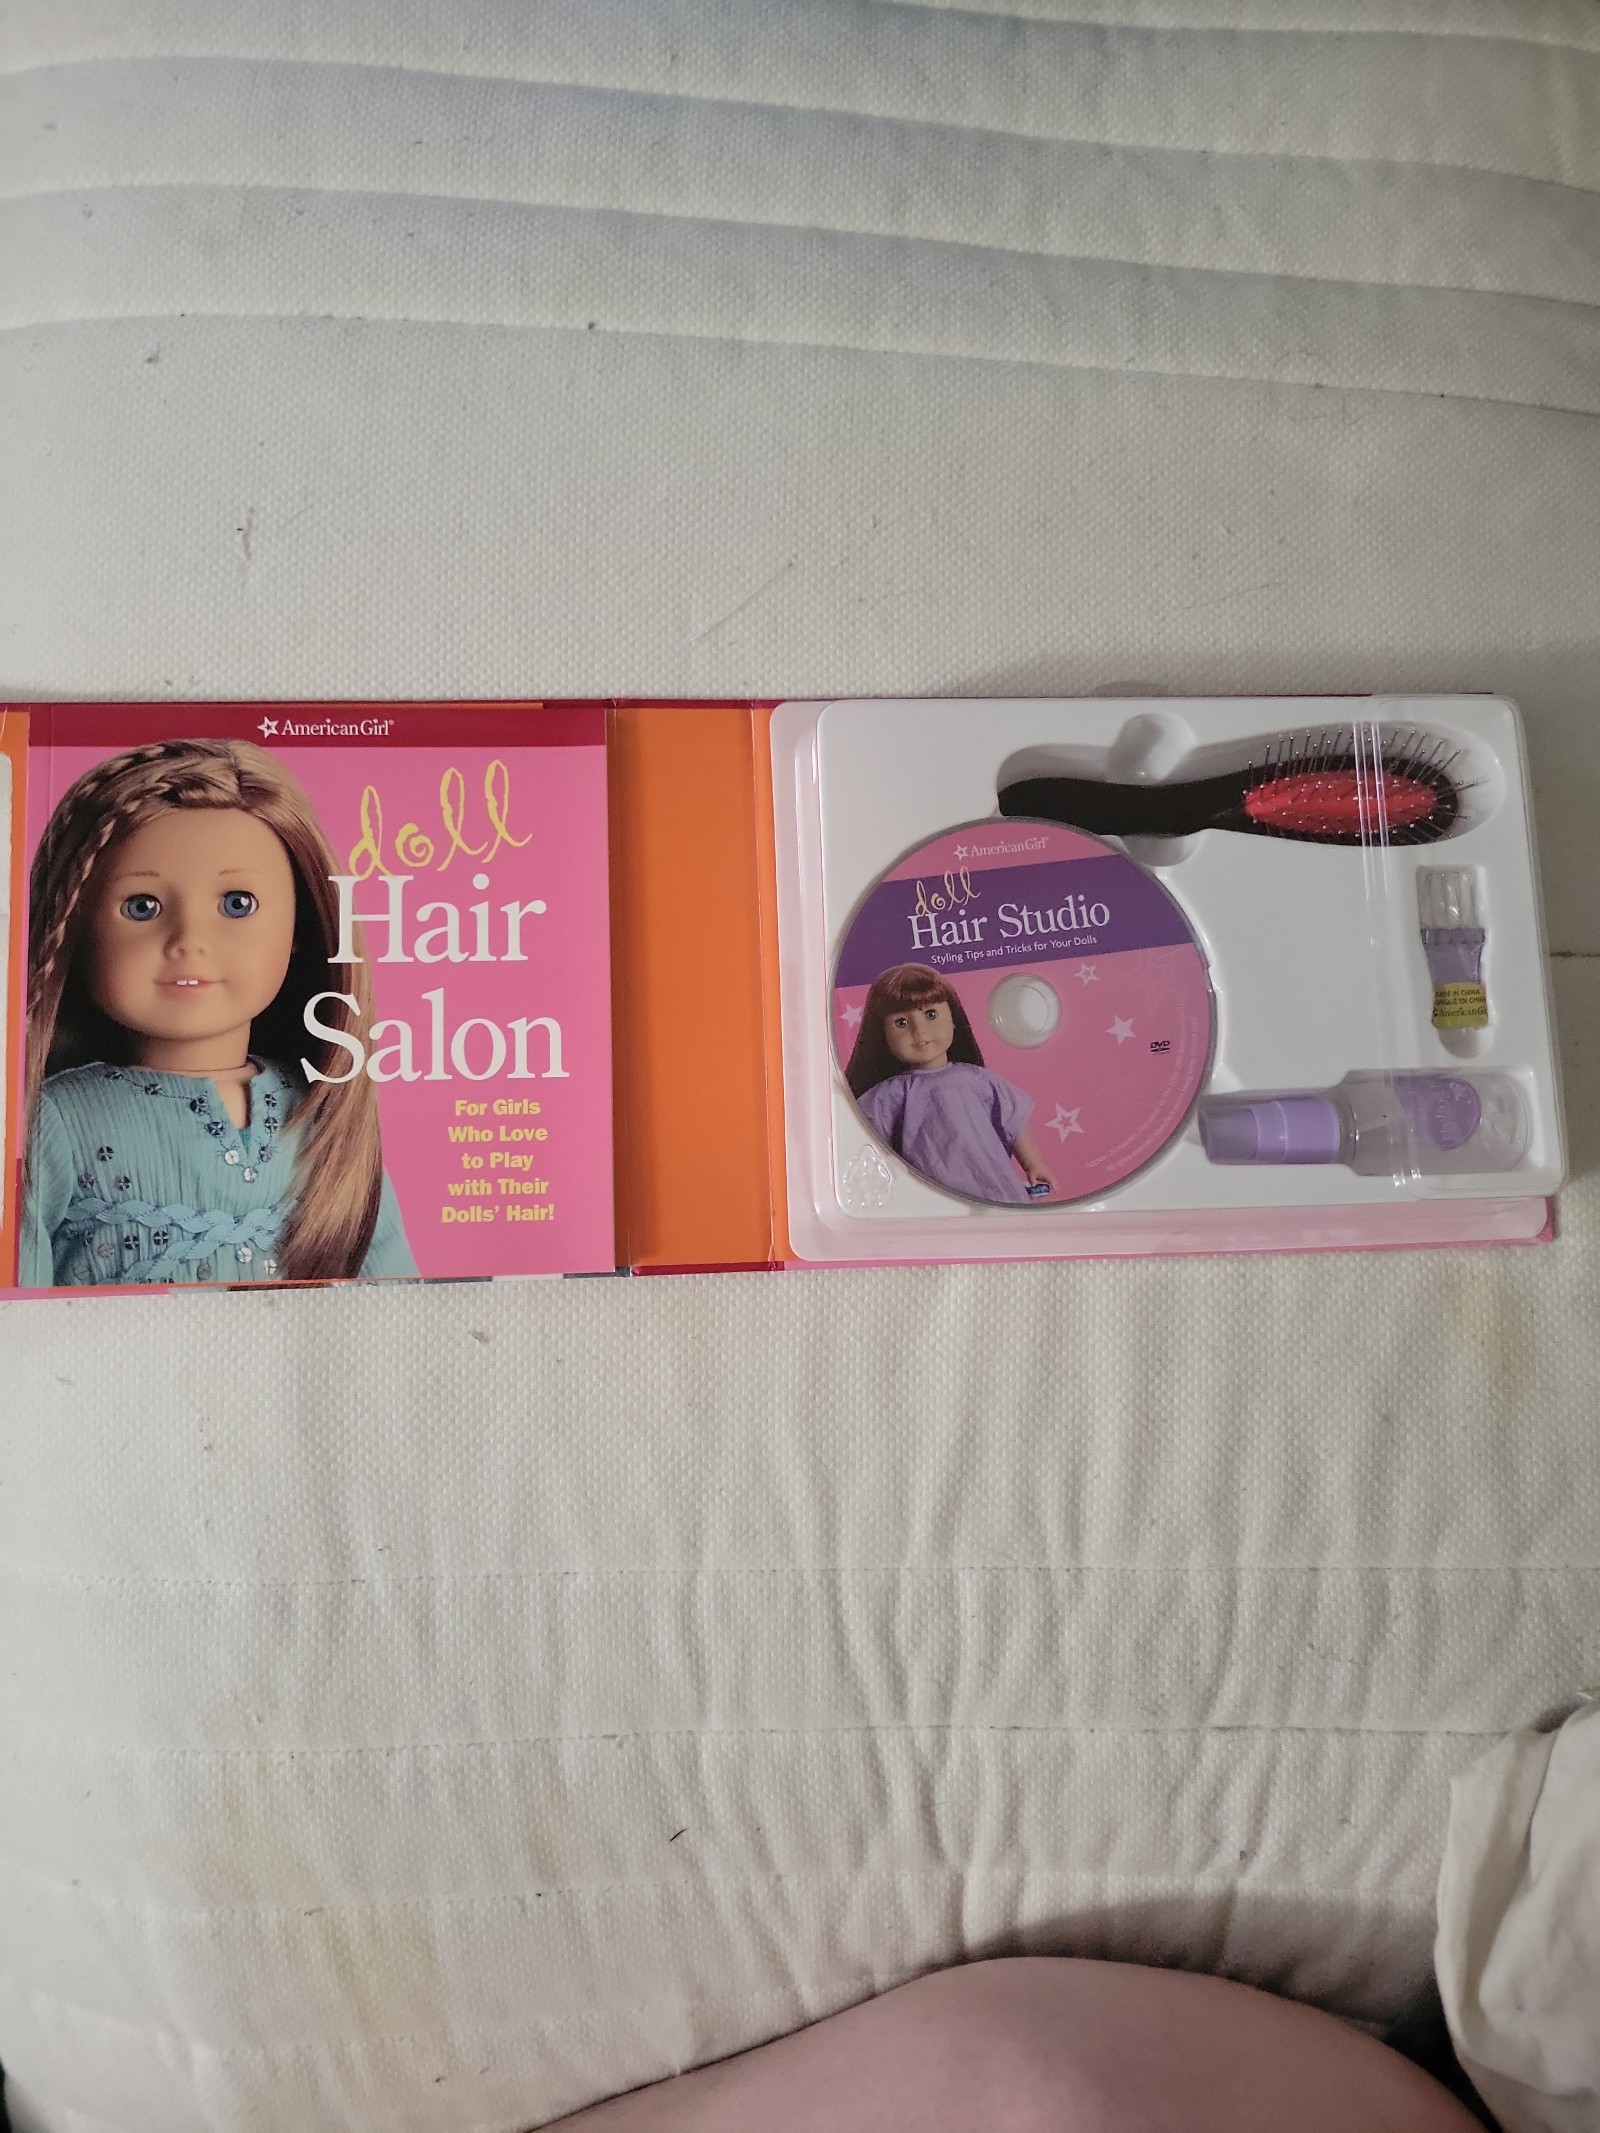 American Girl®
doll
Hair
Salon
For Girls
Who Love
to Play
with Their
Dolls' Hair!
American Girl®
doll
Hair Studio
Styling Tips and Tricks for Your Dolls
DVD
MADE IN CHINA
American Girl